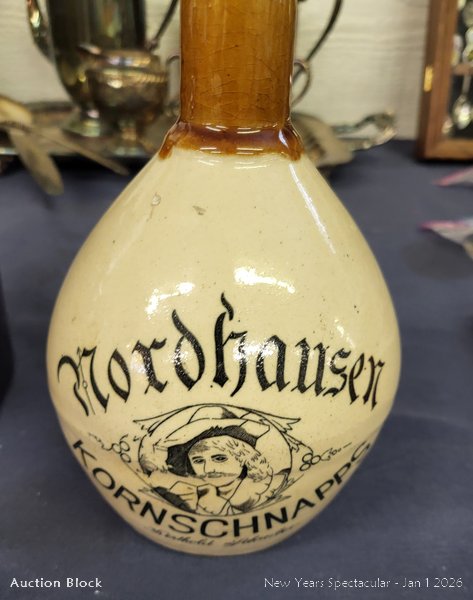 Nordhausen
KORNSCHNAPPS
Auction Block
New Years Spectacular - Jan 1 2026